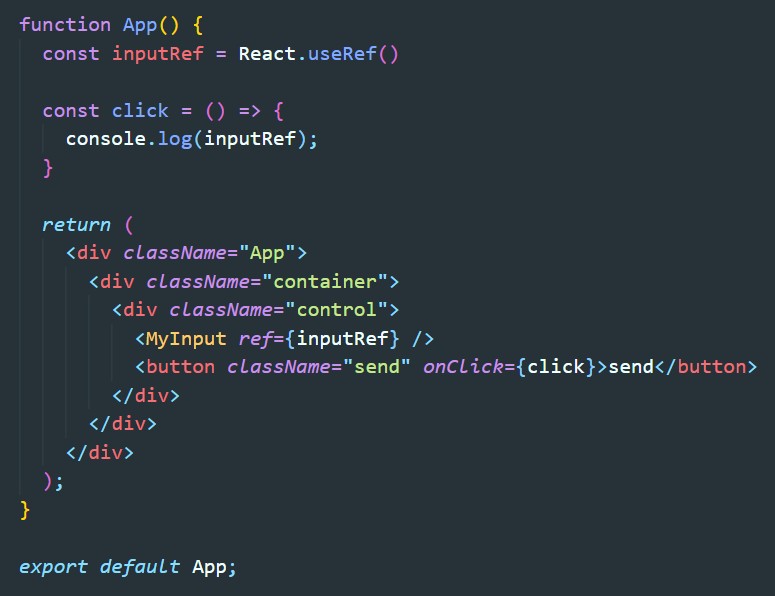 function App() {
  const inputRef = React.useRef()

  const click = () => {
    console.log(inputRef);
  }

  return (
    <div className="App">
      <div className="container">
        <div className="control">
          <MyInput ref={inputRef} />
          <button className="send" onClick={click}>send</button>
        </div>
      </div>
    </div>
  );
}

export default App;